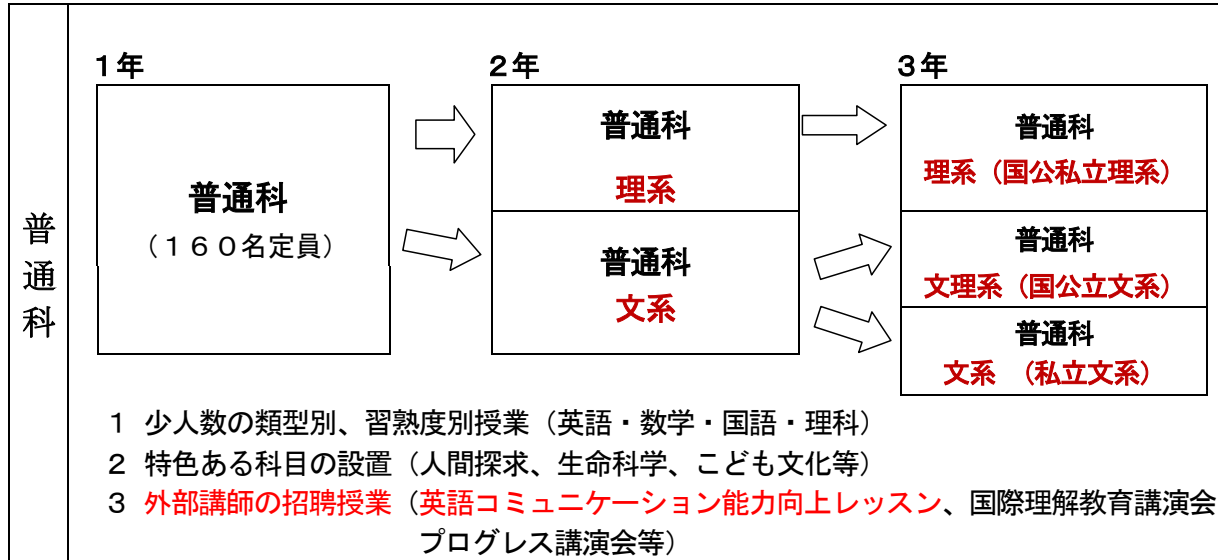 普通科
1年
2年
3年
普通科
(160名定員)
普通科
理系
普通科
文系
普通科
理系(国公私立理系)
普通科
文理系(国公立文系)
普通科
文系 (私立文系)
1 少人数の類型別、習熟度別授業(英語・数学・国語・理科)
2 特色ある科目の設置(人間探求、生命科学、こども文化等)
3 外部講師の招聘授業(英語コミュニケーション能力向上レッスン、国際理解教育講演会
プログレス講演会等)